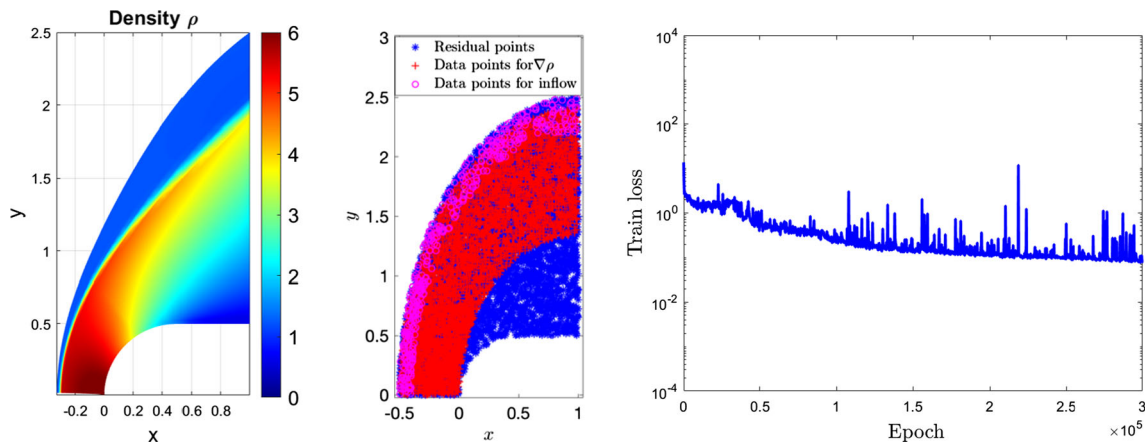 Density ρ
2.5
2
1.5
1
0.5
y
-0.2 0 0.2 0.4 0.6 0.8
x
6
5
4
3
2
1
0
Residual points
Data points for∇ρ
Data points for inflow
3
2.5
2
1.5
1
0.5
0
y
-0.5 0 0.5 1
x
10^4
10^2
10^0
10^-2
10^-4
Train loss
0 0.5 1 1.5 2 2.5 3
Epoch
×10^5